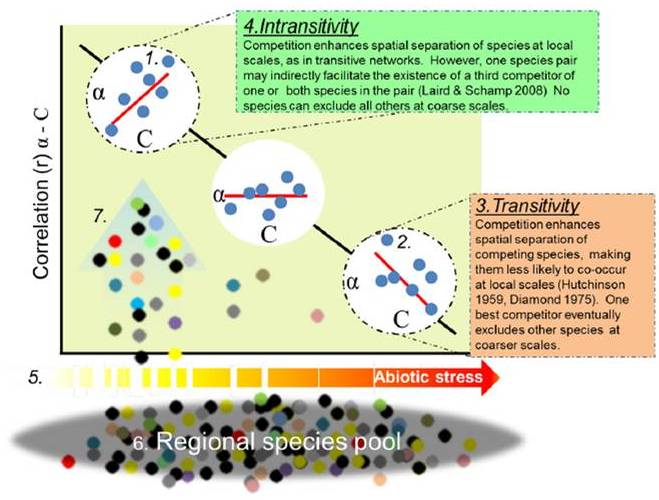 4.Intransitivity
Competition enhances spatial separation of species at local
scales, as in transitive networks. However, one species pair
may indirectly facilitate the existence of a third competitor of
one or both species in the pair (Laird & Schamp 2008) No
species can exclude all others at coarse scales.
1.
α
C
Correlation (r) α - C
α
C
3.Transitivity
Competition enhances
spatial separation of
competing species, making
them less likely to co-occur
at local scales (Hutchinson
1959, Diamond 1975). One
best competitor eventually
excludes other species at
coarser scales.
7.
2.
α
C
5.
Abiotic stress
6. Regional species pool